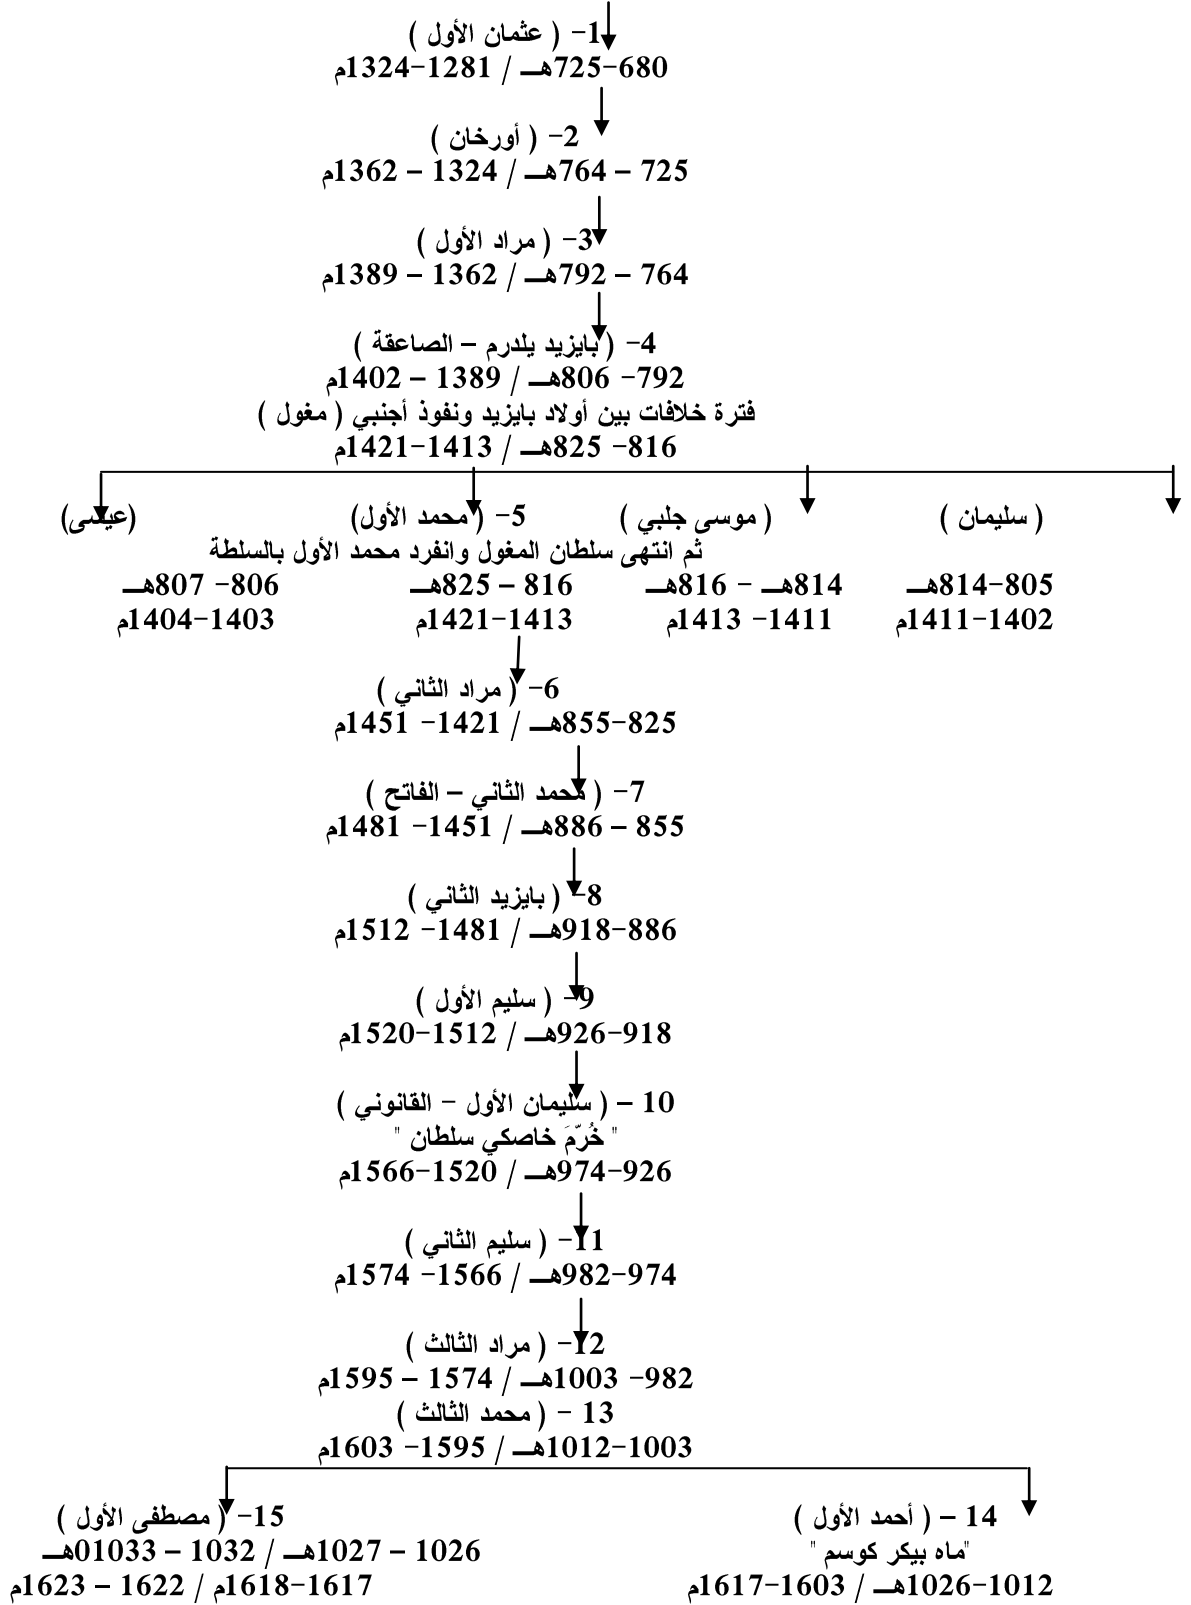 1- ( عثمان الأول )
680-725هـ / 1281-1324م
2- ( أورخان )
725 – 764هـ / 1324 – 1362م
3- ( مراد الأول )
764 – 792هـ / 1362 – 1389م
4- ( بايزيد يلدرم – الصاعقة )
792- 806هـ / 1389 – 1402م
فترة خلافات بين أولاد بايزيد ونفوذ أجنبي ( مغول )
816- 825هـ / 1413-1421م
( سليمان ) ( موسى جلبي ) 5- ( محمد الأول) (عيسى)
ثم انتهى سلطان المغول وانفرد محمد الأول بالسلطة
805-814هـ 814هـ - 816هـ 816 – 825هـ 806- 807هـ
1402-1411م 1411- 1413م 1413-1421م 1403-1404م
6- ( مراد الثاني )
825-855هـ / 1421- 1451م
7- ( محمد الثاني – الفاتح )
855 – 886هـ / 1451- 1481م
8- ( بايزيد الثاني )
886-918هـ / 1481- 1512م
9- ( سليم الأول )
918-926هـ / 1512-1520م
10 – ( سليمان الأول - القانوني )
" خُرّمَ خاصكي سلطان "
926-974هـ / 1520-1566م
11- ( سليم الثاني )
974-982هـ / 1566- 1574م
12- ( مراد الثالث )
982- 1003هـ / 1574 – 1595م
13 - ( محمد الثالث )
1003-1012هـ / 1595- 1603م
14 – ( أحمد الأول ) 15- ( مصطفى الأول )
"ماه بيكر كوسم " 1026 – 1027هـ / 1032 – 01033هـ
1012-1026هـ / 1603-1617م 1617-1618م / 1622 – 1623م